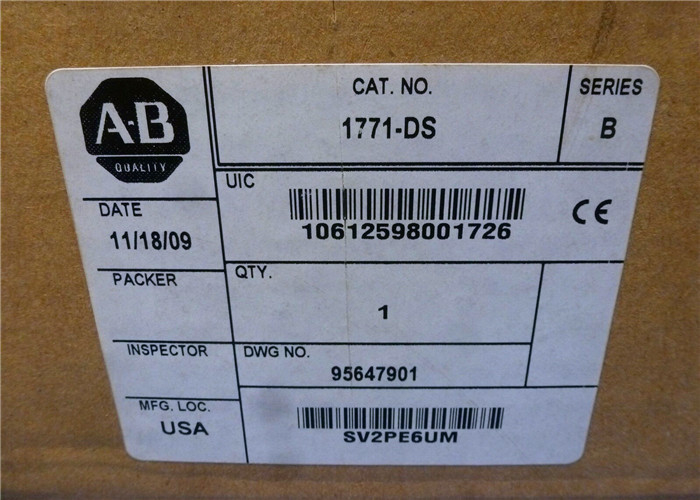 A-B
QUALITY
CAT. NO.
1771-DS
SERIES
B
UIC
10612598001726
CE
DATE
11/18/09
PACKER
QTY.
1
INSPECTOR
DWG NO.
95647901
MFG. LOC.
USA
SV2PE6UM